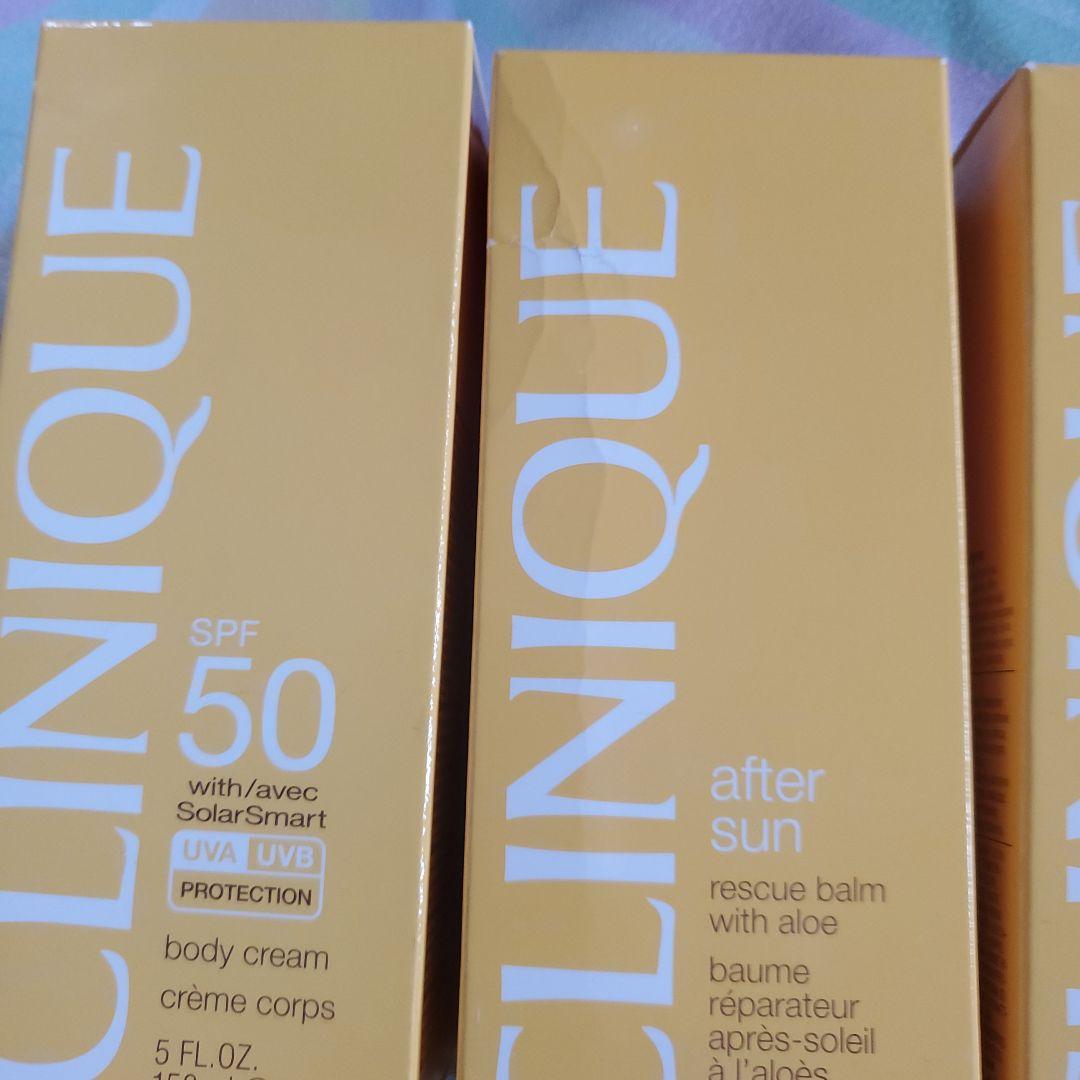 CLINIQUE
SPF
50
with/avec
SolarSmart
UVA UVB
PROTECTION
body cream
crème corps
5 FL.OZ.
CLINIQUE
after
sun
rescue balm
with aloe
baume
réparateur
après-soleil
à l'aloès